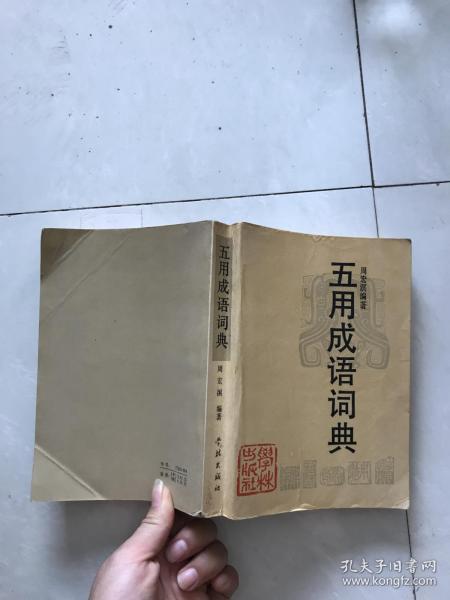 五用成语词典
周宏溟编著
學林
出版社
五用成语词典
周宏溟 编著
学林出版社
孔夫子旧书网
www.kongfz.com